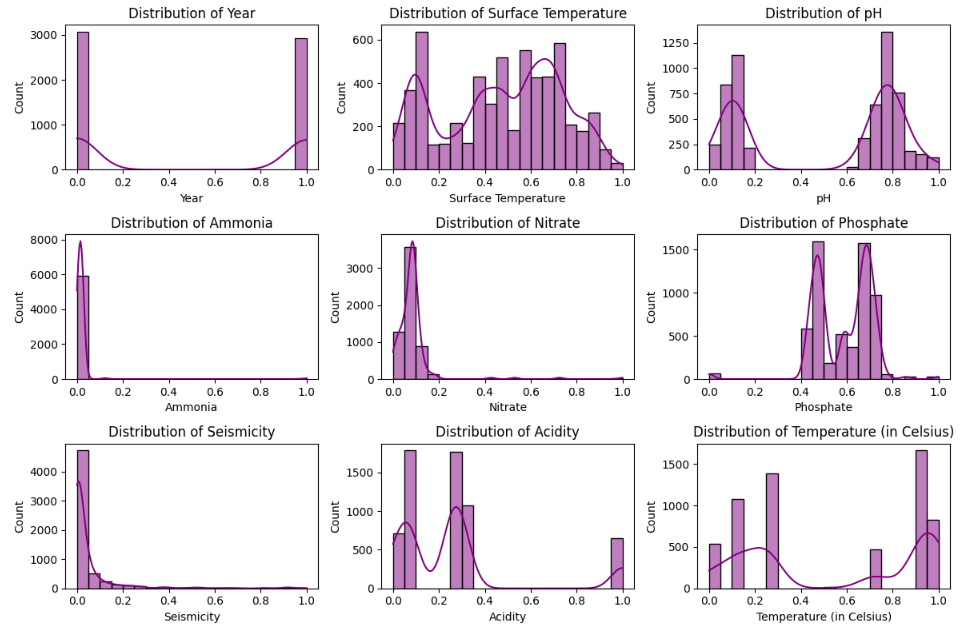 Distribution of Year
Count
3000
2000
1000
0
0.0 0.2 0.4 0.6 0.8 1.0
Year
Distribution of Surface Temperature
Count
600
400
200
0
0.0 0.2 0.4 0.6 0.8 1.0
Surface Temperature
Distribution of pH
Count
1250
1000
750
500
250
0
0.0 0.2 0.4 0.6 0.8 1.0
pH
Distribution of Ammonia
Count
8000
6000
4000
2000
0
0.0 0.2 0.4 0.6 0.8 1.0
Ammonia
Distribution of Nitrate
Count
3000
2000
1000
0
0.0 0.2 0.4 0.6 0.8 1.0
Nitrate
Distribution of Phosphate
Count
1500
1000
500
0
0.0 0.2 0.4 0.6 0.8 1.0
Phosphate
Distribution of Seismicity
Count
4000
3000
2000
1000
0
0.0 0.2 0.4 0.6 0.8 1.0
Seismicity
Distribution of Acidity
Count
1500
1000
500
0
0.0 0.2 0.4 0.6 0.8 1.0
Acidity
Distribution of Temperature (in Celsius)
Count
1500
1000
500
0
0.0 0.2 0.4 0.6 0.8 1.0
Temperature (in Celsius)